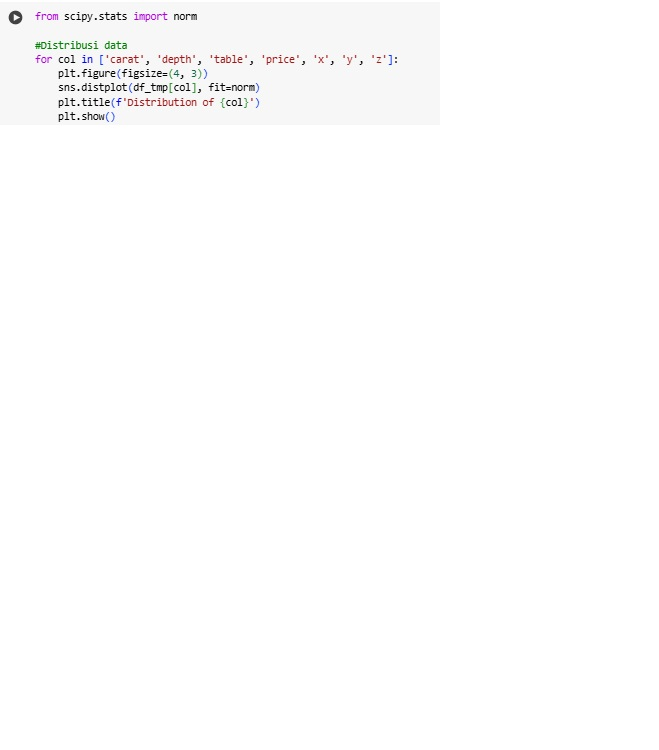 from scipy.stats import norm
#Distribusi data
for col in ['carat', 'depth', 'table', 'price', 'x', 'y', 'z']:
plt.figure(figsize=(4, 3))
sns.distplot(df_tmp[col], fit=norm)
plt.title(f'Distribution of {col}')
plt.show()